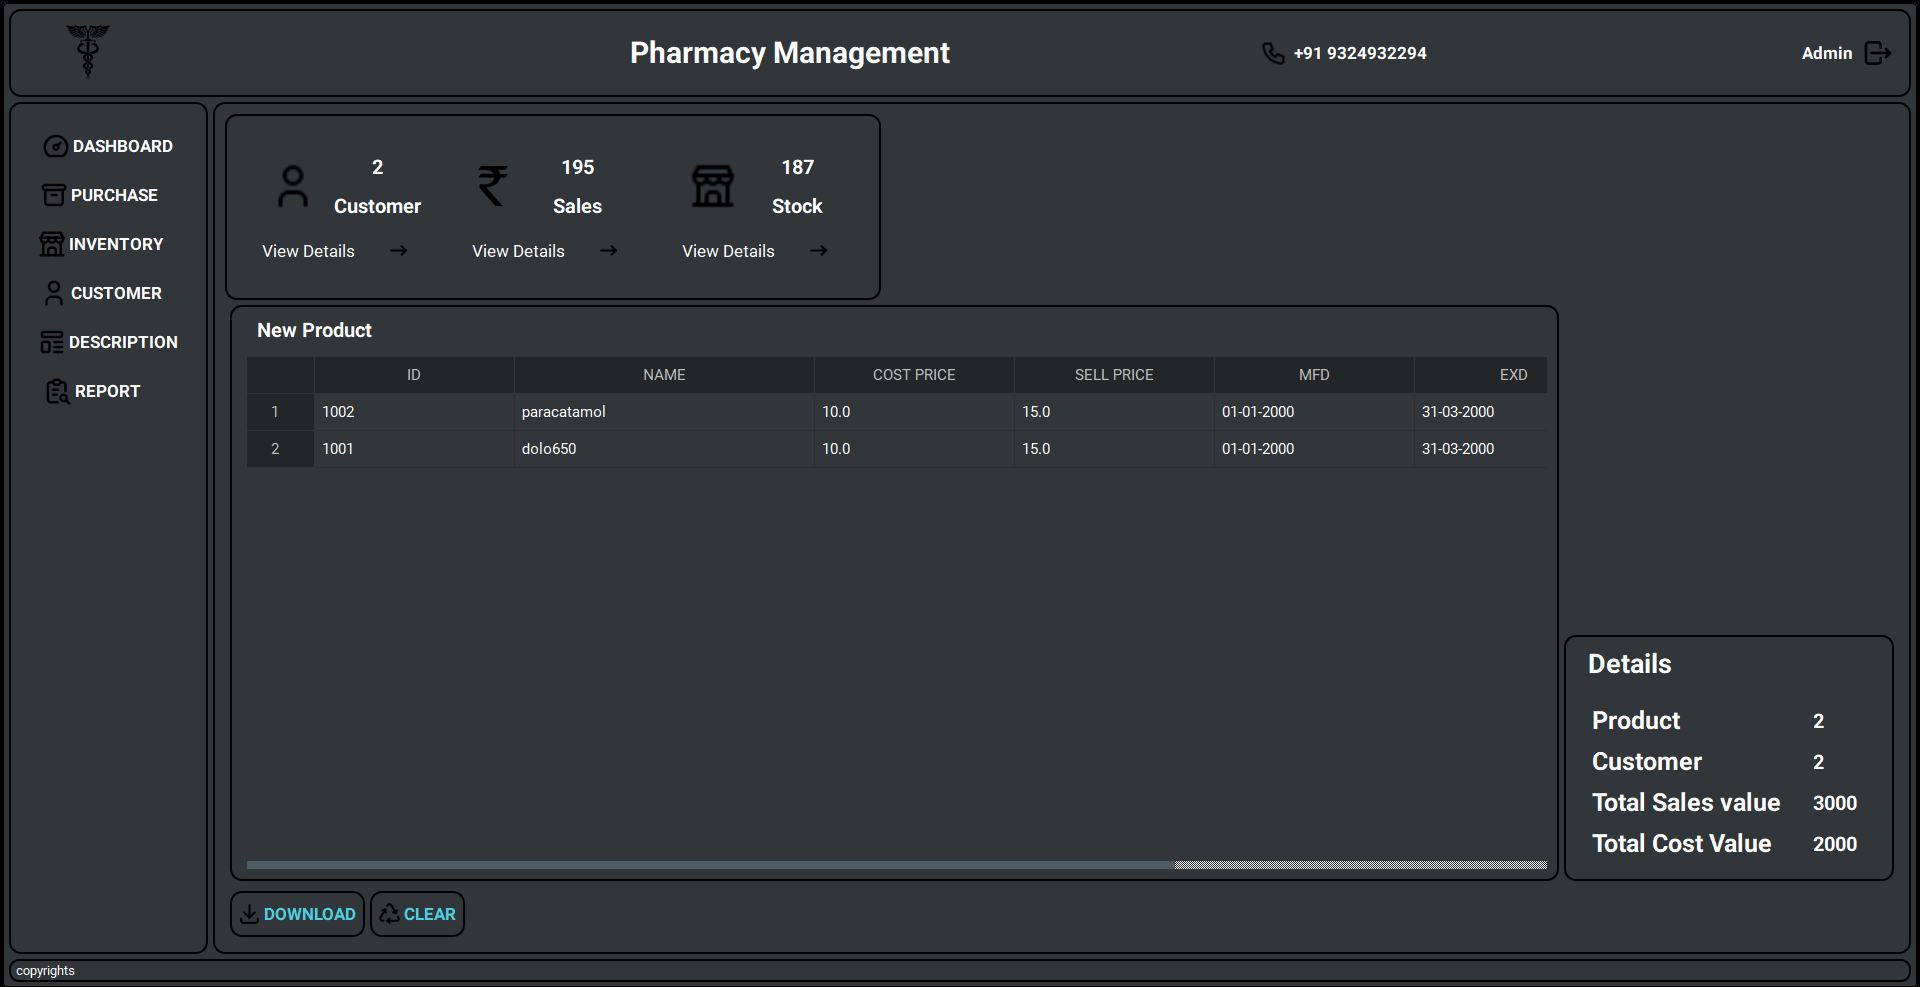 Pharmacy Management
+91 9324932294
Admin
DASHBOARD
PURCHASE
INVENTORY
CUSTOMER
DESCRIPTION
REPORT
2
Customer
View Details
195
Sales
View Details
187
Stock
View Details
New Product
ID NAME COST PRICE SELL PRICE MFD EXD
1 1002 paracatamol 10.0 15.0 01-01-2000 31-03-2000
2 1001 dolo650 10.0 15.0 01-01-2000 31-03-2000
Details
Product 2
Customer 2
Total Sales value 3000
Total Cost Value 2000
DOWNLOAD
CLEAR
copyrights